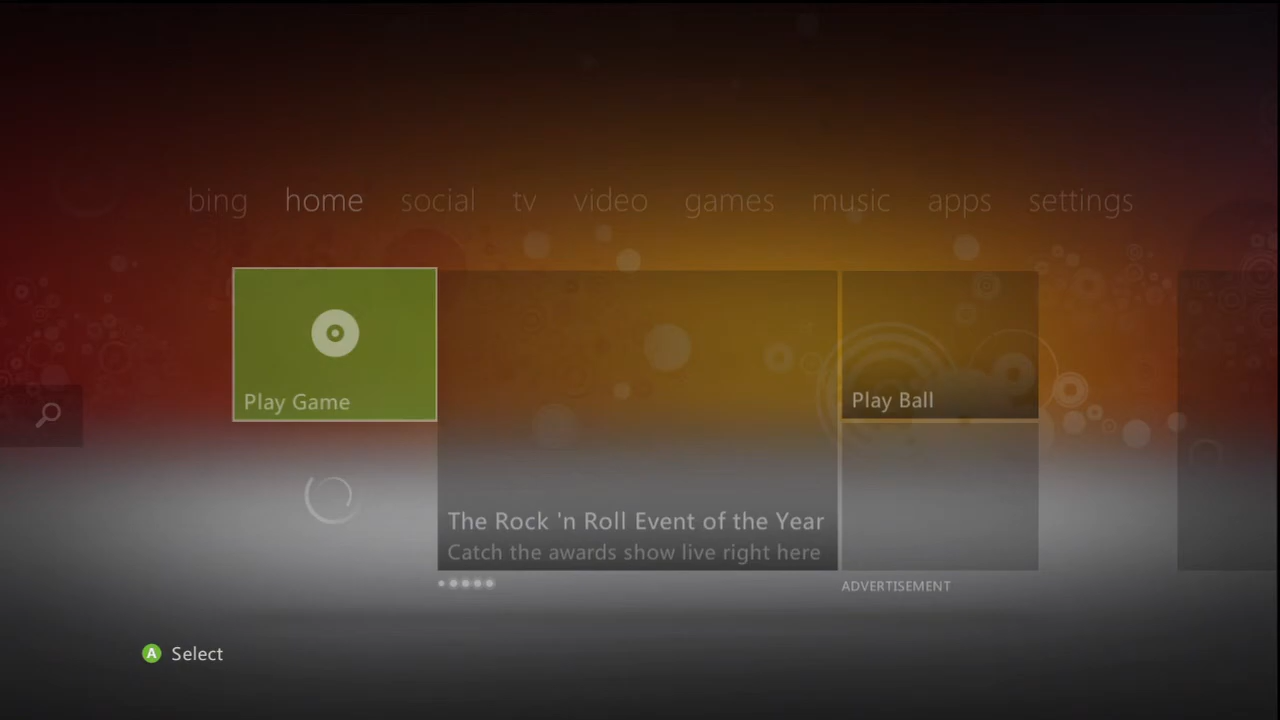 bing home social tv video games music apps settings
Play Game
Play Ball
The Rock 'n Roll Event of the Year
Catch the awards show live right here
ADVERTISEMENT
A Select